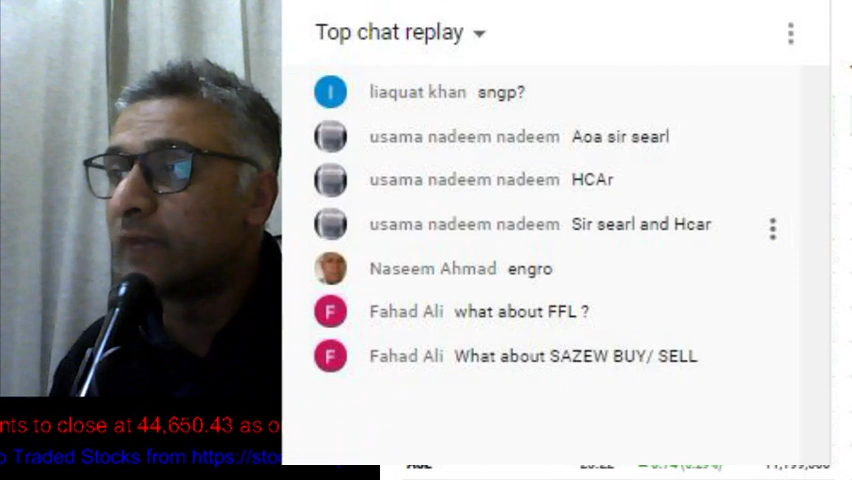 Top chat replay
I liaquat khan sngp?
usama nadeem nadeem Aoa sir searl
usama nadeem nadeem HCAr
usama nadeem nadeem Sir searl and Hcar
Naseem Ahmad engro
F Fahad Ali what about FFL ?
F Fahad Ali What about SAZEW BUY/ SELL
nts to close at 44,650.43 as o
o Traded Stocks from https://sto